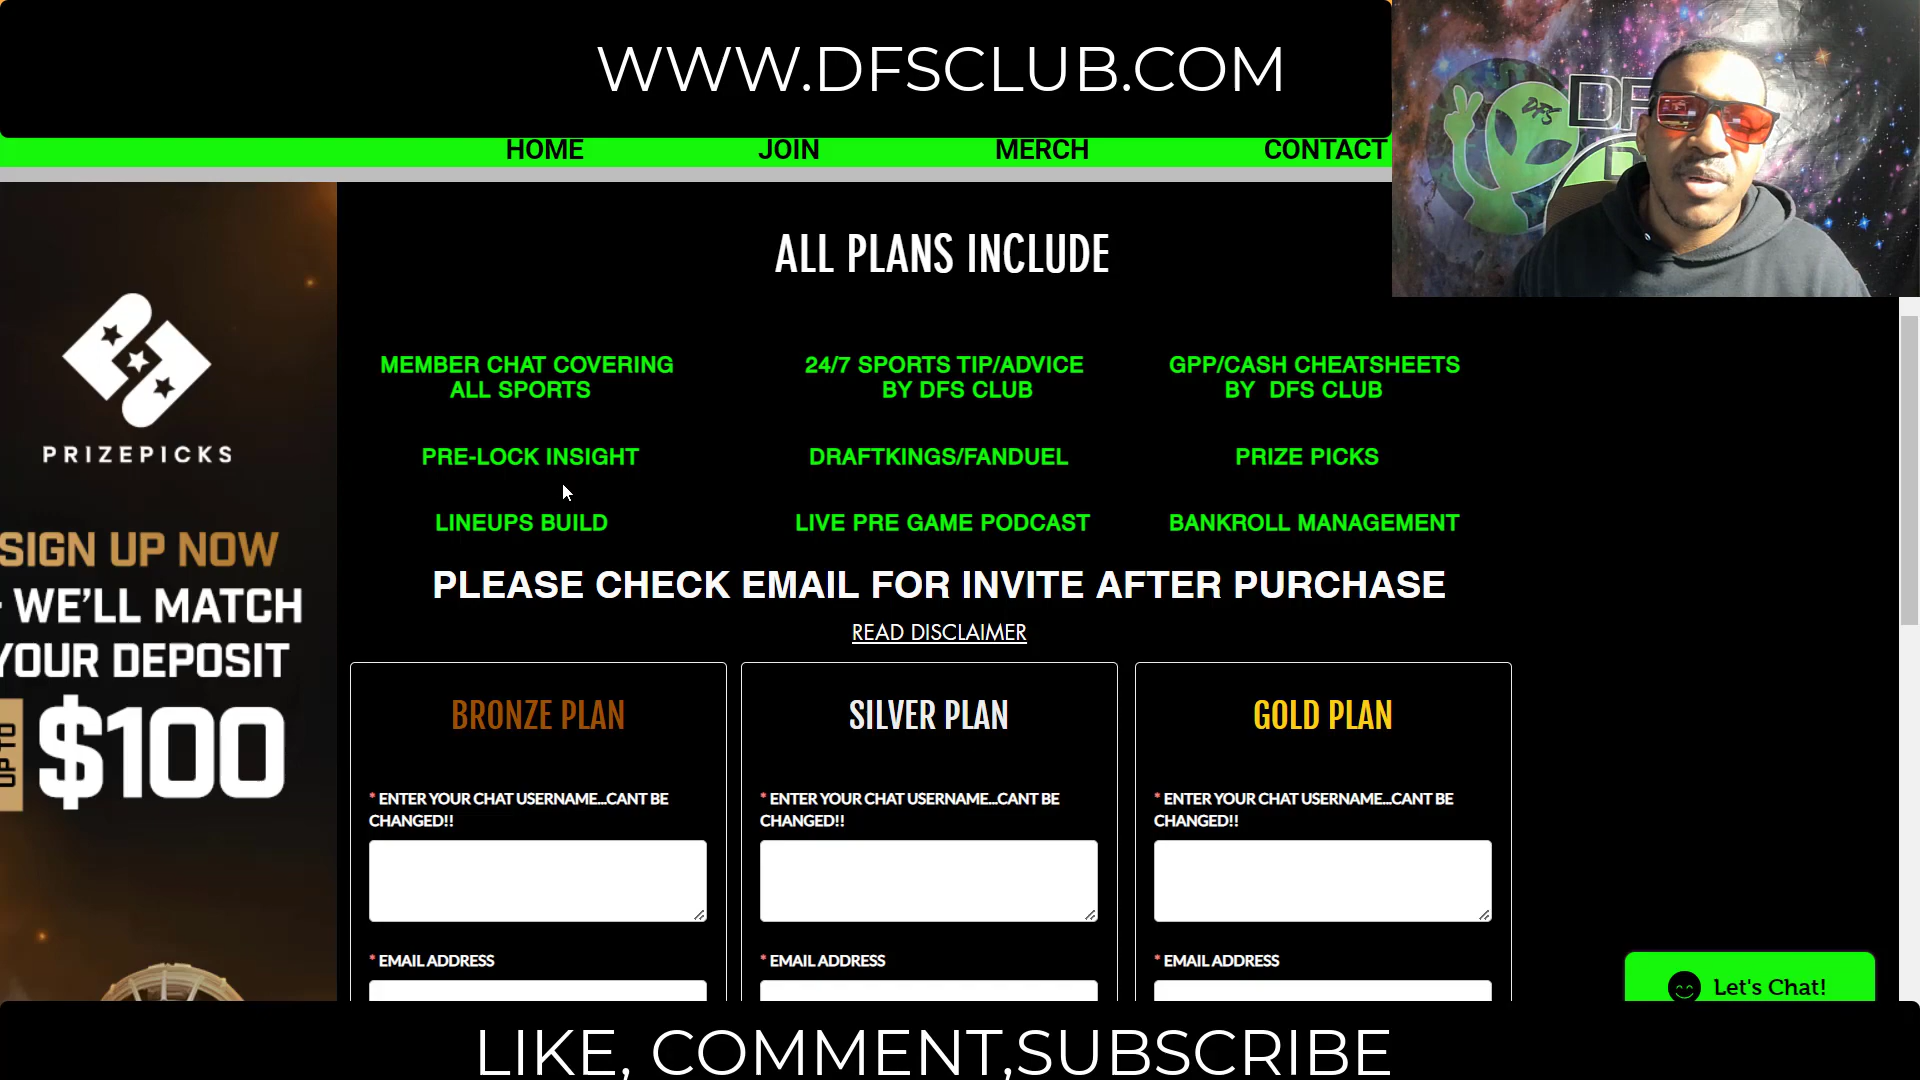 WWW.DFSCLUB.COM
HOME JOIN MERCH CONTACT
DFS
ALL PLANS INCLUDE
MEMBER CHAT COVERING
ALL SPORTS
24/7 SPORTS TIP/ADVICE
BY DFS CLUB
GPP/CASH CHEATSHEETS
BY DFS CLUB
PRE-LOCK INSIGHT
DRAFTKINGS/FANDUEL
PRIZE PICKS
LINEUPS BUILD
LIVE PRE GAME PODCAST
BANKROLL MANAGEMENT
PLEASE CHECK EMAIL FOR INVITE AFTER PURCHASE
READ DISCLAIMER
PRIZEPICKS
SIGN UP NOW
WE'LL MATCH
YOUR DEPOSIT
UP TO
$100
BRONZE PLAN
* ENTER YOUR CHAT USERNAME...CANT BE
CHANGED!!
* EMAIL ADDRESS
SILVER PLAN
* ENTER YOUR CHAT USERNAME...CANT BE
CHANGED!!
* EMAIL ADDRESS
GOLD PLAN
* ENTER YOUR CHAT USERNAME...CANT BE
CHANGED!!
* EMAIL ADDRESS
Let's Chat!
LIKE, COMMENT,SUBSCRIBE